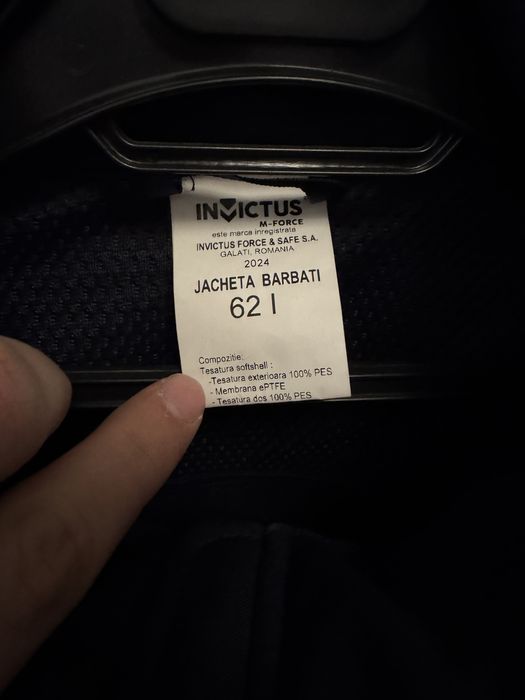 INVICTUS
M-FORCE
este marca inregistrata
INVICTUS FORCE & SAFE S.A.
GALATI, ROMANIA
2024
JACHETA BARBATI
62 I
Compozitie:
Tesatura softshell :
-Tesatura exterioara 100% PES
- Membrana ePTFE
- Tesatura dos 100% PES